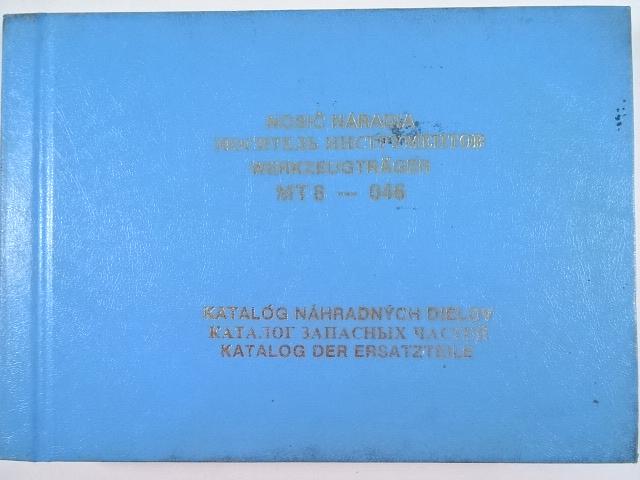 NOSIČ NÁRADIA
НОСИТЕЛЬ ИНСТРУМЕНТОВ
WERKZEUGTRÄGER
MT 8 — 046
KATALÓG NÁHRADNÝCH DIELOV
КАТАЛОГ ЗАПАСНЫХ ЧАСТЕЙ
KATALOG DER ERSATZTEILE